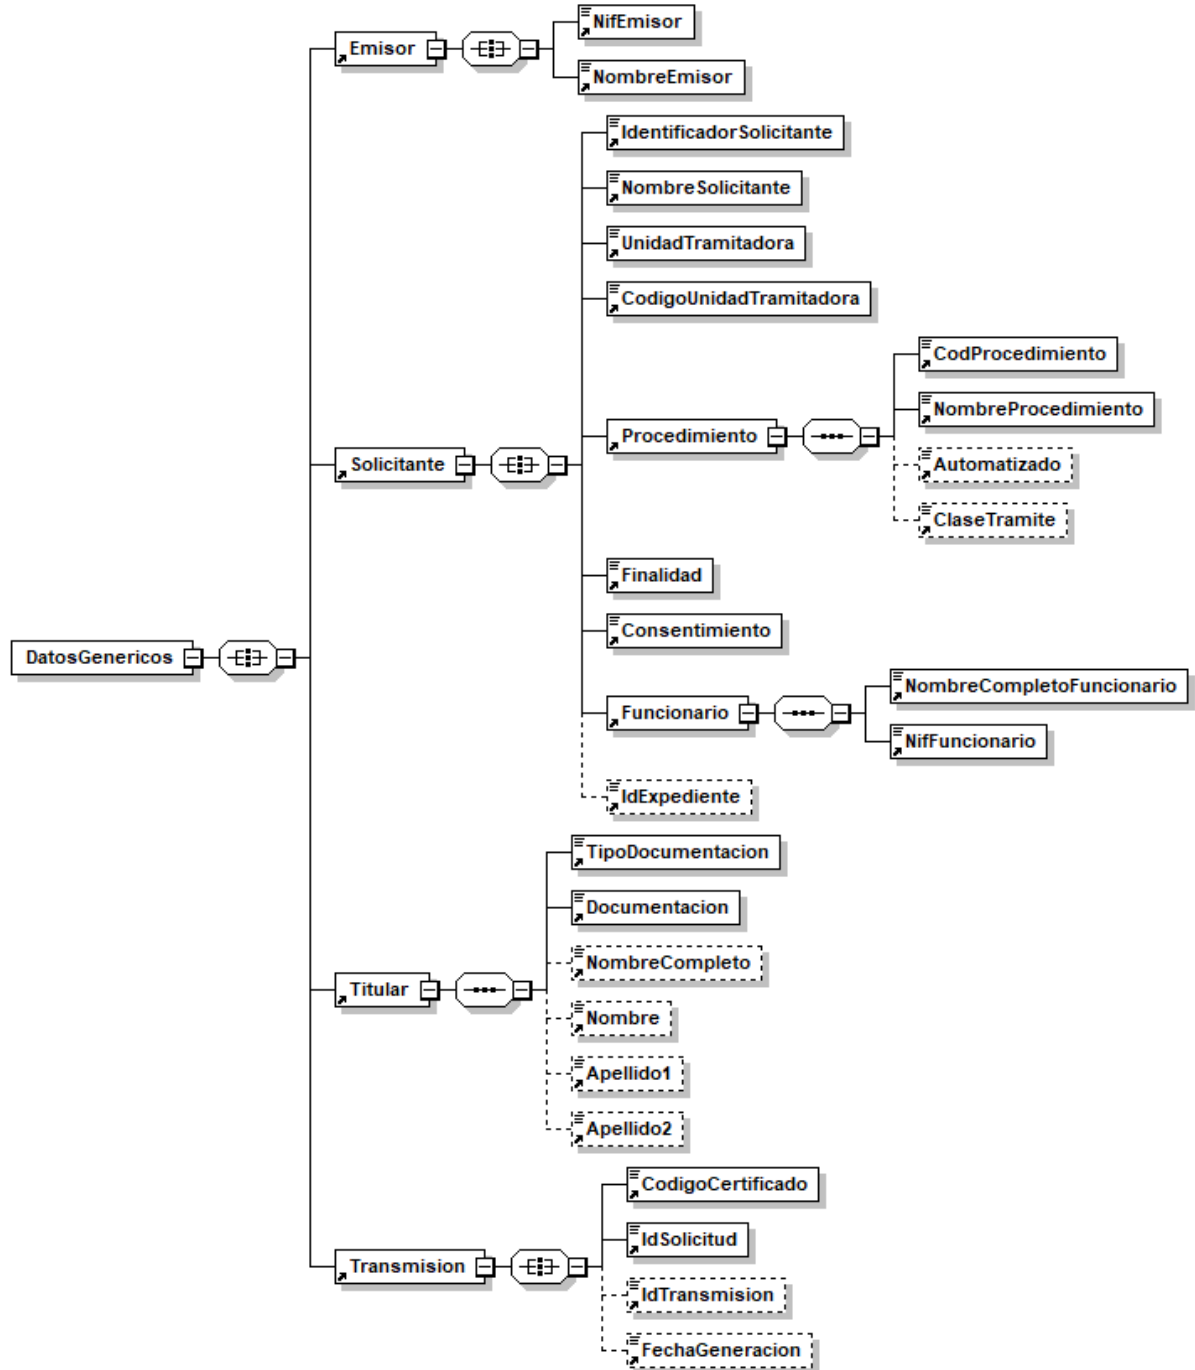 NifEmisor
Emisor
NombreEmisor
IdentificadorSolicitante
NombreSolicitante
UnidadTramitadora
CodigoUnidadTramitadora
CodProcedimiento
NombreProcedimiento
Procedimiento
Automatizado
Solicitante
ClaseTramite
Finalidad
Consentimiento
DatosGenericos
NombreCompletoFuncionario
Funcionario
NifFuncionario
IdExpediente
TipoDocumentacion
Documentacion
NombreCompleto
Titular
Nombre
Apellido1
Apellido2
CodigoCertificado
IdSolicitud
Transmision
IdTransmision
FechaGeneracion